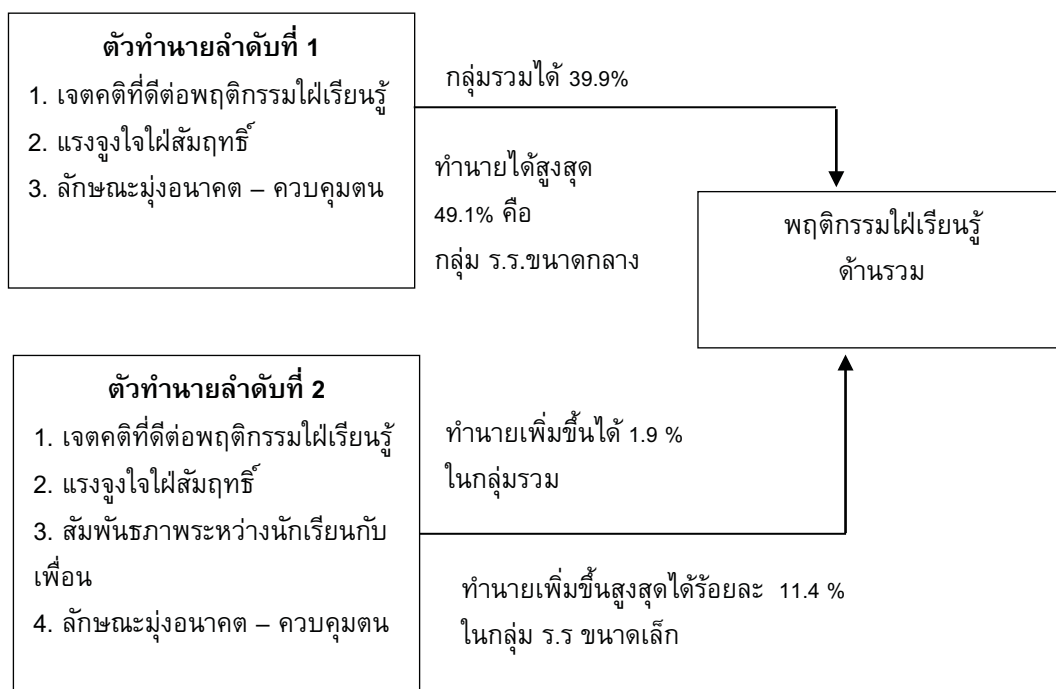 ตัวทำนายลำดับที่ 1
1. เจตคติที่ดีต่อพฤติกรรมใฝ่เรียนรู้
2. แรงจูงใจใฝ่สัมฤทธิ์
3. ลักษณะมุ่งอนาคต – ควบคุมตน
กลุ่มรวมได้ 39.9%
ทำนายได้สูงสุด
49.1% คือ
กลุ่ม ร.ร.ขนาดกลาง
พฤติกรรมใฝ่เรียนรู้
ด้านรวม
ตัวทำนายลำดับที่ 2
1. เจตคติที่ดีต่อพฤติกรรมใฝ่เรียนรู้
2. แรงจูงใจใฝ่สัมฤทธิ์
3. สัมพันธภาพระหว่างนักเรียนกับ
เพื่อน
4. ลักษณะมุ่งอนาคต – ควบคุมตน
ทำนายเพิ่มขึ้นได้ 1.9 %
ในกลุ่มรวม
ทำนายเพิ่มขึ้นสูงสุดได้ร้อยละ 11.4 %
ในกลุ่ม ร.ร ขนาดเล็ก